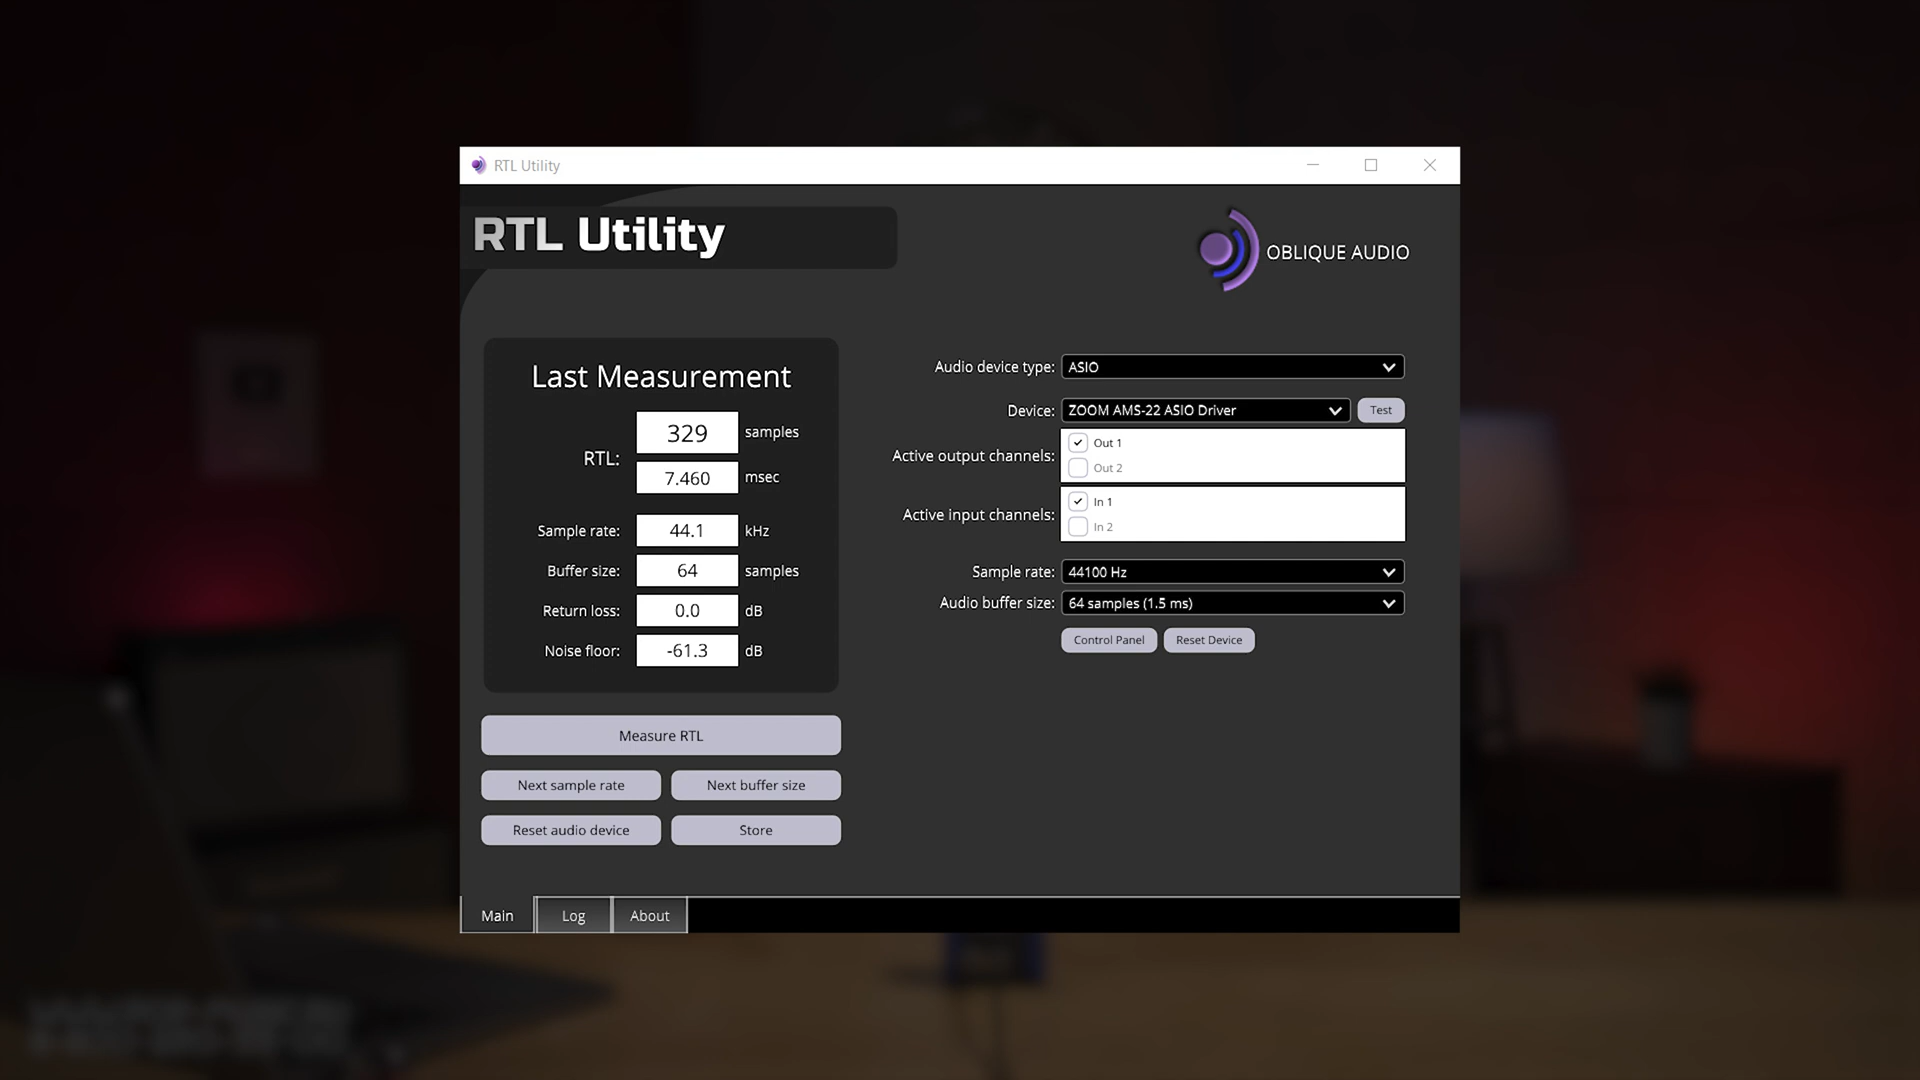 RTL Utility
RTL Utility
OBLIQUE AUDIO
Last Measurement
RTL:
329 samples
7.460 msec
Sample rate: 44.1 kHz
Buffer size: 64 samples
Return loss: 0.0 dB
Noise floor: -61.3 dB
Measure RTL
Next sample rate
Next buffer size
Reset audio device
Store
Audio device type: ASIO
Device: ZOOM AMS-22 ASIO Driver Test
Active output channels:
Out 1
Out 2
Active input channels:
In 1
In 2
Sample rate: 44100 Hz
Audio buffer size: 64 samples (1.5 ms)
Control Panel
Reset Device
Main
Log
About